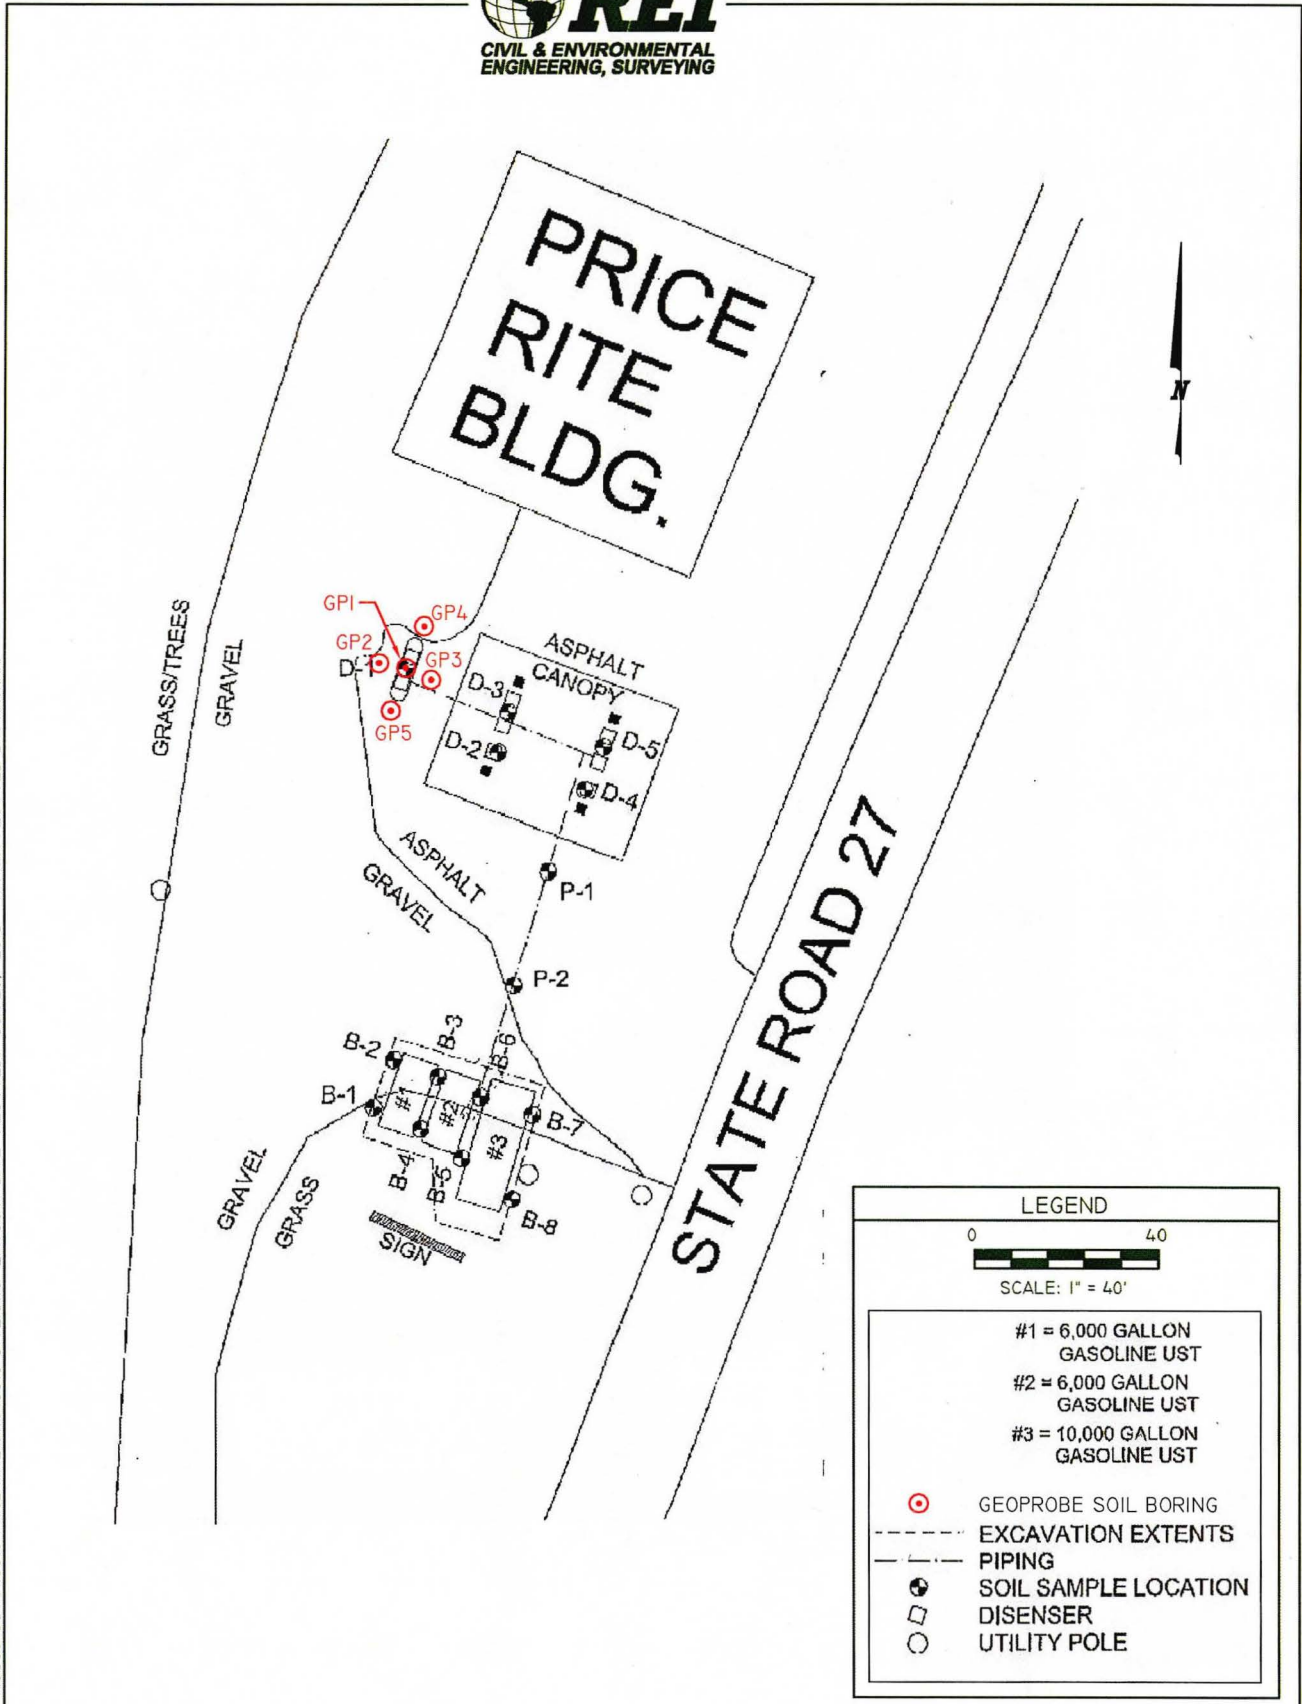 REI
CIVIL & ENVIRONMENTAL
ENGINEERING, SURVEYING
PRICE
RITE
BLDG.
N
GRASS/TREES
GRAVEL
GP1
GP4
GP2
D-1
GP3
GP5
ASPHALT
CANOPY
D-3
D-2
D-5
D-4
ASPHALT
GRAVEL
P-1
P-2
STATE ROAD 27
B-2
B-3
B-6
B-1
#1
#2
#3
B-7
B-4
B-5
B-8
GRAVEL
GRASS
SIGN
LEGEND
0 40
SCALE: 1" = 40'
#1 = 6,000 GALLON
GASOLINE UST
#2 = 6,000 GALLON
GASOLINE UST
#3 = 10,000 GALLON
GASOLINE UST
GEOPROBE SOIL BORING
EXCAVATION EXTENTS
PIPING
SOIL SAMPLE LOCATION
DISENSER
UTILITY POLE